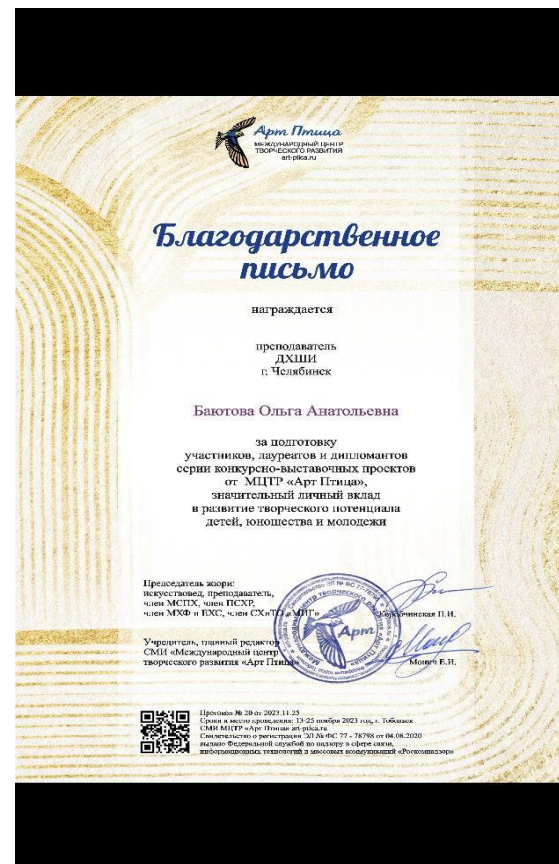 Арт Птица
МЕЖДУНАРОДНЫЙ ЦЕНТР
ТВОРЧЕСКОГО РАЗВИТИЯ
art-ptica.ru
Благодарственное
письмо
награждается
преподаватель
ДХШИ
г. Челябинск
Баютова Ольга Анатольевна
за подготовку
участников, лауреатов и дипломантов
серии конкурсно-выставочных проектов
от МЦТР «Арт Птица»,
значительный личный вклад
в развитие творческого потенциала
детей, юношества и молодежи
Председатель жюри:
искусствовед, преподаватель,
член МСПХ, член ПСХР,
член МХФ и ЕХС, член СХиТО «МИГ»
П.И.
Учредитель, главный редактор
СМИ «Международный центр
творческого развития «Арт Птица»
Е.И.
Арт
Протокол № 20 от 2023.11.25
Сроки и место проведения: 13-25 ноября 2023 год, г. Тобольск
СМИ МЦТР «Арт Птица» art-ptica.ru
Свидетельство о регистрации ЭЛ № ФС 77 - 78798 от 04.08.2020
выдано Федеральной службой по надзору в сфере связи,
информационных технологий и массовых коммуникаций «Роскомнадзор»